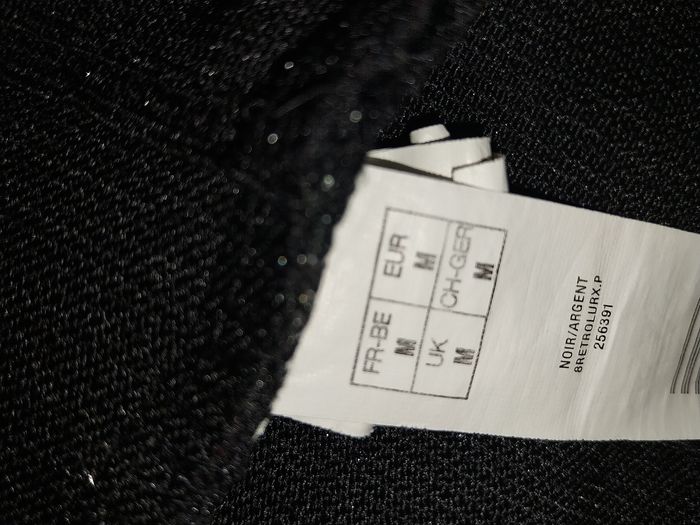 FR-BE EUR
M M
UK CH-GER
M M
NOIR/ARGENT
8RETROLURX.P
256391